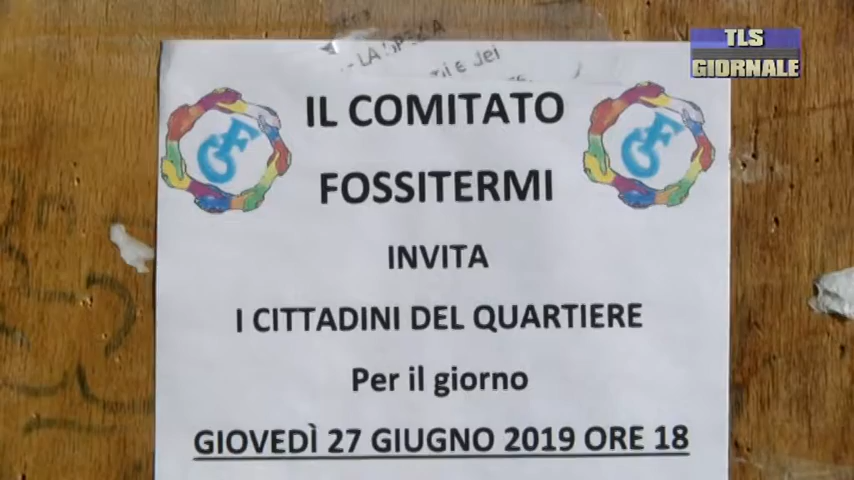 TLS
GIORNALE
IL COMITATO
FOSSITERMI
INVITA
I CITTADINI DEL QUARTIERE
Per il giorno
GIOVEDÌ 27 GIUGNO 2019 ORE 18